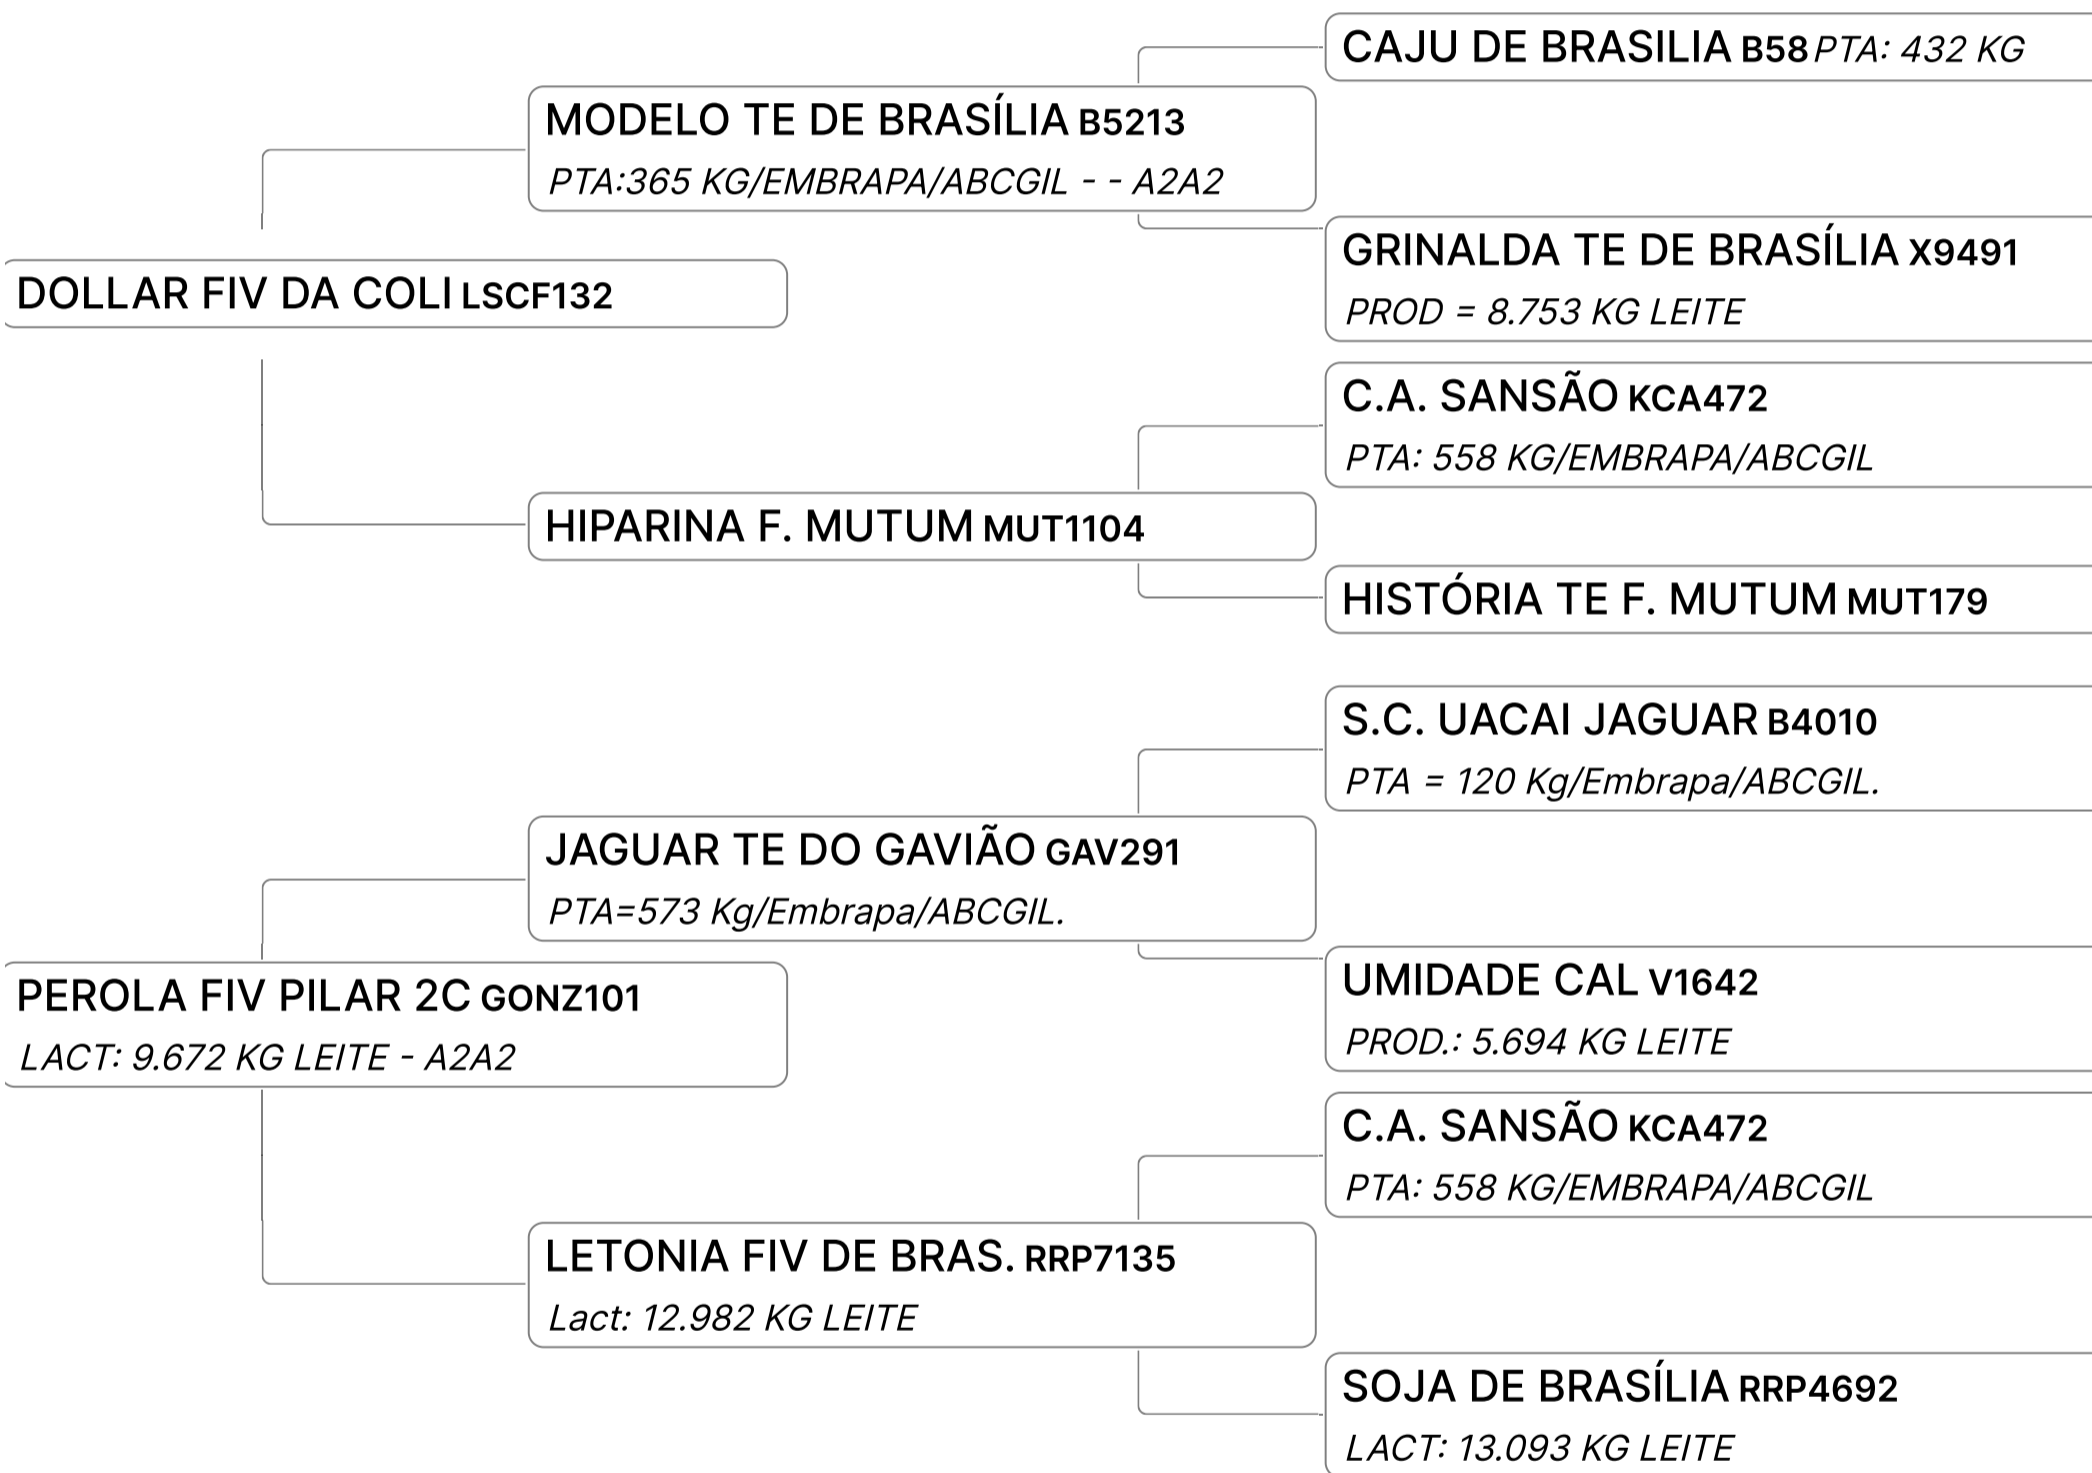 CAJU DE BRASILIA B58 PTA: 432 KG
MODELO TE DE BRASÍLIA B5213
PTA:365 KG/EMBRAPA/ABCGIL - - A2A2
GRINALDA TE DE BRASÍLIA X9491
PROD = 8.753 KG LEITE
DOLLAR FIV DA COLI LSCF132
C.A. SANSÃO KCA472
PTA: 558 KG/EMBRAPA/ABCGIL
HIPARINA F. MUTUM MUT1104
HISTÓRIA TE F. MUTUM MUT179
S.C. UACAI JAGUAR B4010
PTA = 120 Kg/Embrapa/ABCGIL.
JAGUAR TE DO GAVIÃO GAV291
PTA=573 Kg/Embrapa/ABCGIL.
UMIDADE CAL V1642
PROD.: 5.694 KG LEITE
PEROLA FIV PILAR 2C GONZ101
LACT: 9.672 KG LEITE - A2A2
C.A. SANSÃO KCA472
PTA: 558 KG/EMBRAPA/ABCGIL
LETONIA FIV DE BRAS. RRP7135
Lact: 12.982 KG LEITE
SOJA DE BRASÍLIA RRP4692
LACT: 13.093 KG LEITE